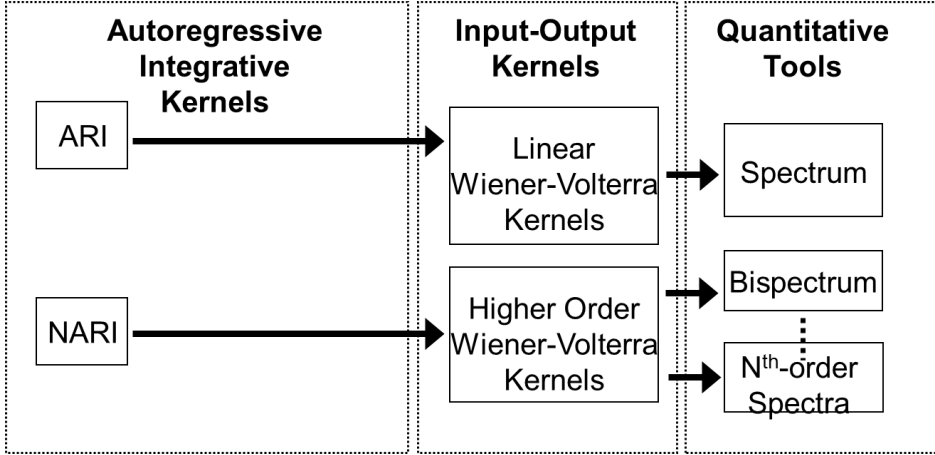 Autoregressive
Integrative
Kernels
Input-Output
Kernels
Quantitative
Tools
ARI
Linear
Wiener-Volterra
Kernels
Spectrum
NARI
Higher Order
Wiener-Volterra
Kernels
Bispectrum
Nth-order
Spectra